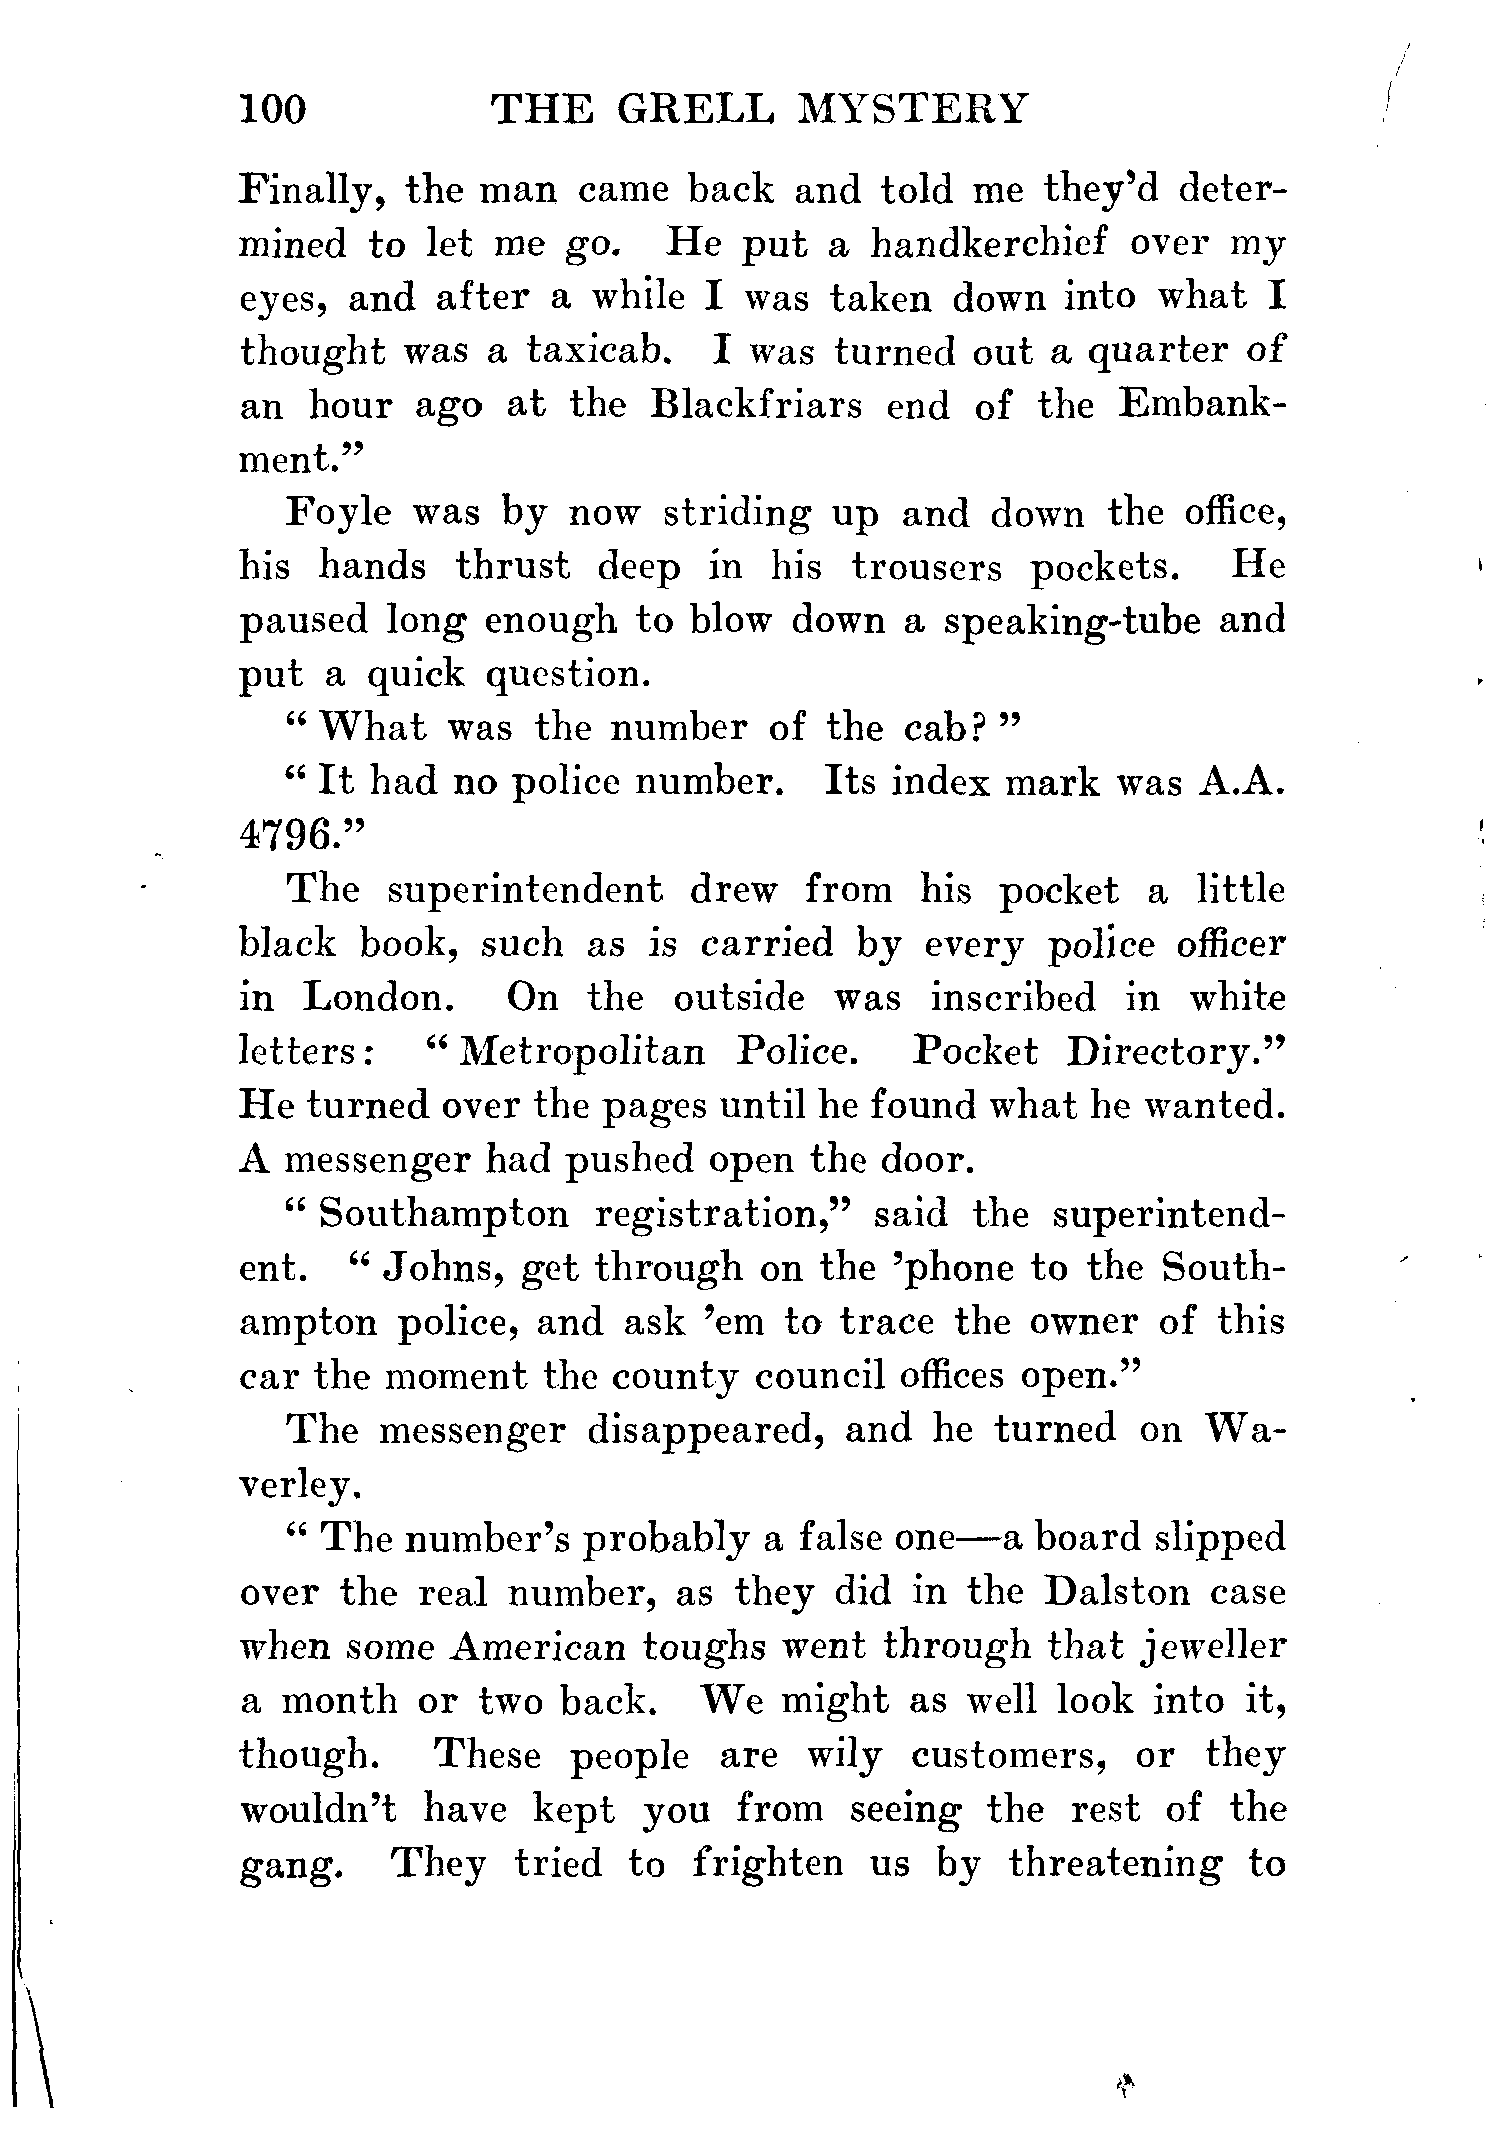 100 THE GRELL MYSTERY
Finally, the man came back and told me they'd deter-
mined to let me go. He put a handkerchief over my
eyes, and after a while I was taken down into what I
thought was a taxicab. I was turned out a quarter of
an hour ago at the Blackfriars end of the Embank-
ment."
Foyle was by now striding up and down the office,
his hands thrust deep in his trousers pockets. He
paused long enough to blow down a speaking-tube and
put a quick question.
" What was the number of the cab? "
" It had no police number. Its index mark was A.A.
4796."
The superintendent drew from his pocket a little
black book, such as is carried by every police officer
in London. On the outside was inscribed in white
letters: " Metropolitan Police. Pocket Directory."
He turned over the pages until he found what he wanted.
A messenger had pushed open the door.
" Southampton registration," said the superintend-
ent. " Johns, get through on the 'phone to the South-
ampton police, and ask 'em to trace the owner of this
car the moment the county council offices open."
The messenger disappeared, and he turned on Wa-
verley.
" The number's probably a false one—a board slipped
over the real number, as they did in the Dalston case
when some American toughs went through that jeweller
a month or two back. We might as well look into it,
though. These people are wily customers, or they
wouldn't have kept you from seeing the rest of the
gang. They tried to frighten us by threatening to